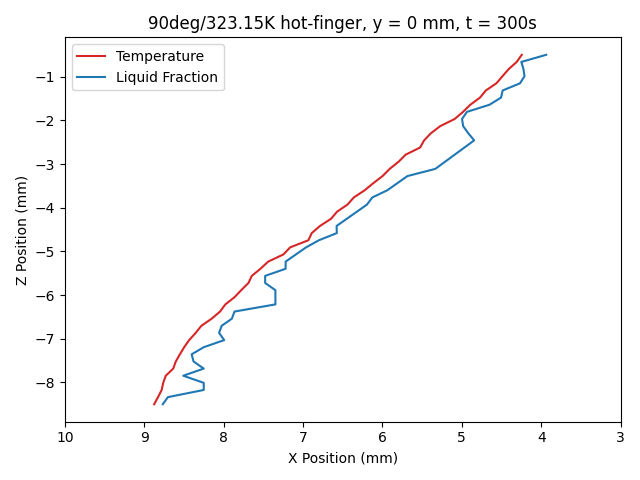 90deg/323.15K hot-finger, y = 0 mm, t = 300s
Temperature
Liquid Fraction
Z Position (mm)
−1
−2
−3
−4
−5
−6
−7
−8
10 9 8 7 6 5 4 3
X Position (mm)